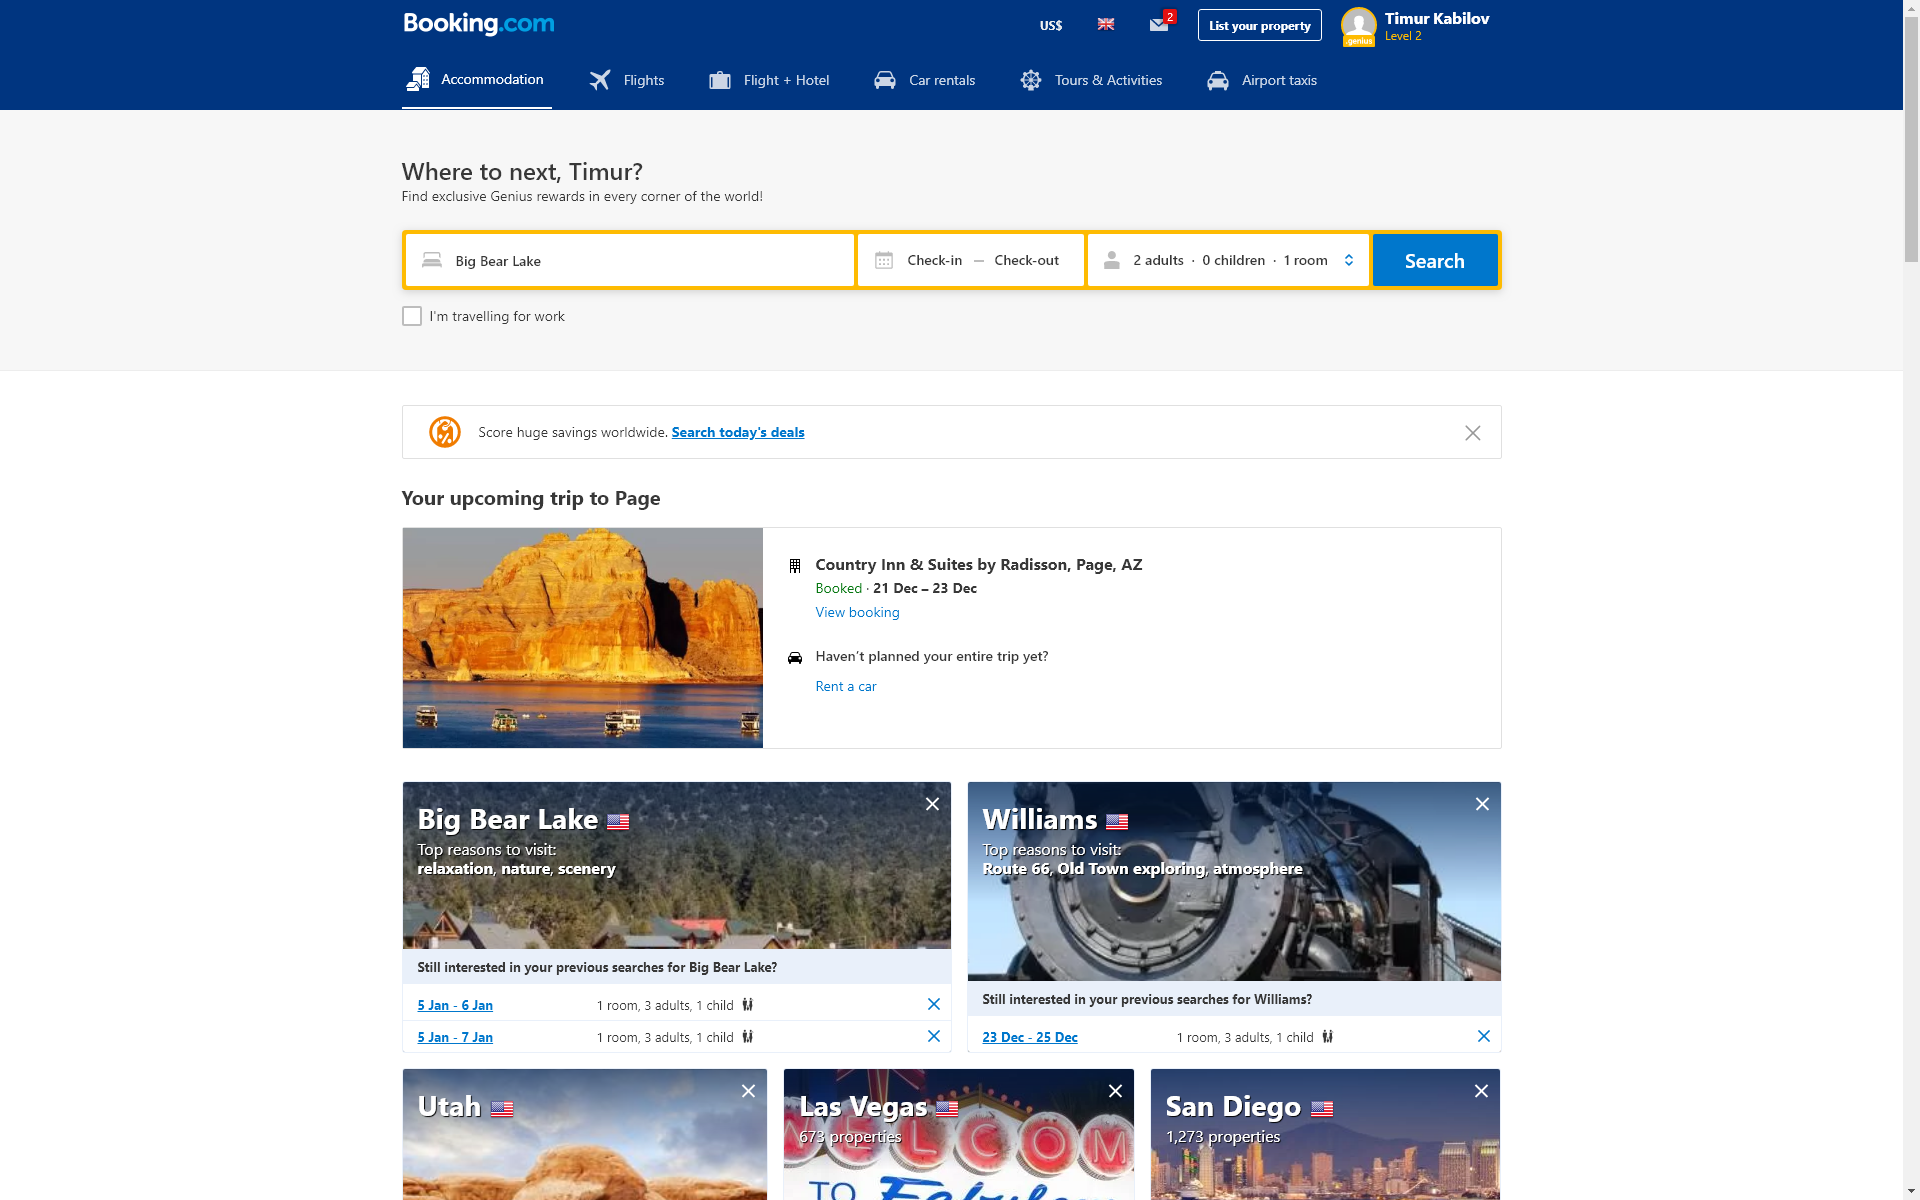 Booking.com
US$
2
List your property
.genius
Timur Kabilov
Level 2
Accommodation
Flights
Flight + Hotel
Car rentals
Tours & Activities
Airport taxis
Where to next, Timur?
Find exclusive Genius rewards in every corner of the world!
Big Bear Lake
Check-in — Check-out
2 adults · 0 children · 1 room
Search
I'm travelling for work
Score huge savings worldwide. Search today's deals
Your upcoming trip to Page
Country Inn & Suites by Radisson, Page, AZ
Booked · 21 Dec – 23 Dec
View booking
Haven’t planned your entire trip yet?
Rent a car
Big Bear Lake
Top reasons to visit:
relaxation, nature, scenery
Still interested in your previous searches for Big Bear Lake?
5 Jan - 6 Jan 1 room, 3 adults, 1 child
5 Jan - 7 Jan 1 room, 3 adults, 1 child
Williams
Top reasons to visit:
Route 66, Old Town exploring, atmosphere
Still interested in your previous searches for Williams?
23 Dec - 25 Dec 1 room, 3 adults, 1 child
Utah
Las Vegas
673 properties
WELCOME
TO Fabulous
San Diego
1,273 properties